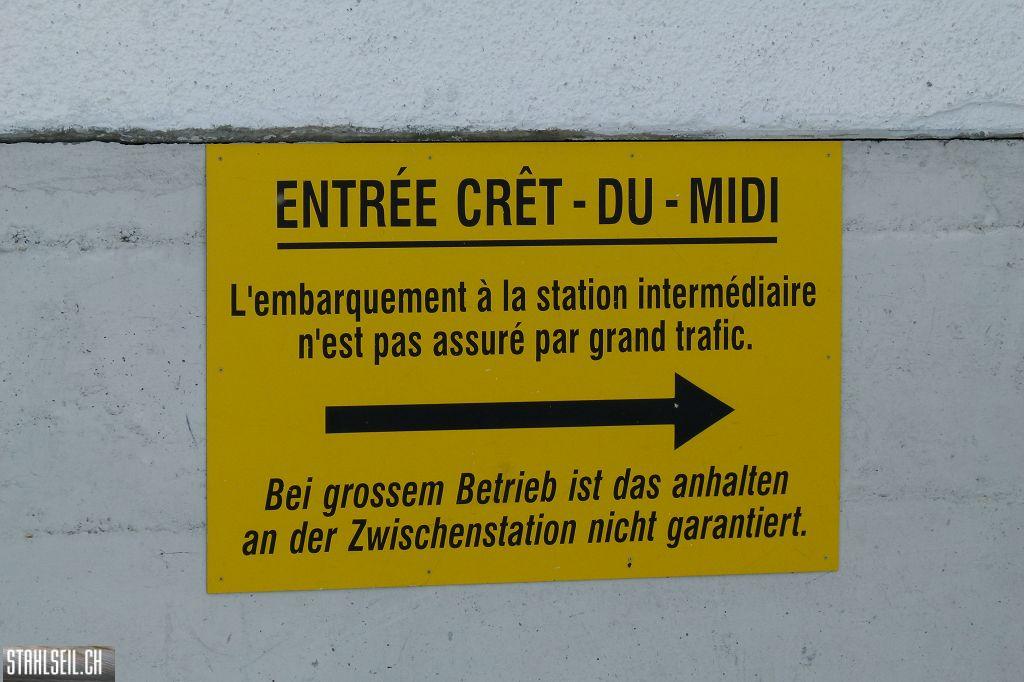 ENTRÉE CRÊT - DU - MIDI
L'embarquement à la station intermédiaire
n'est pas assuré par grand trafic.
Bei grossem Betrieb ist das anhalten
an der Zwischenstation nicht garantiert.
STAHLSEIL.CH